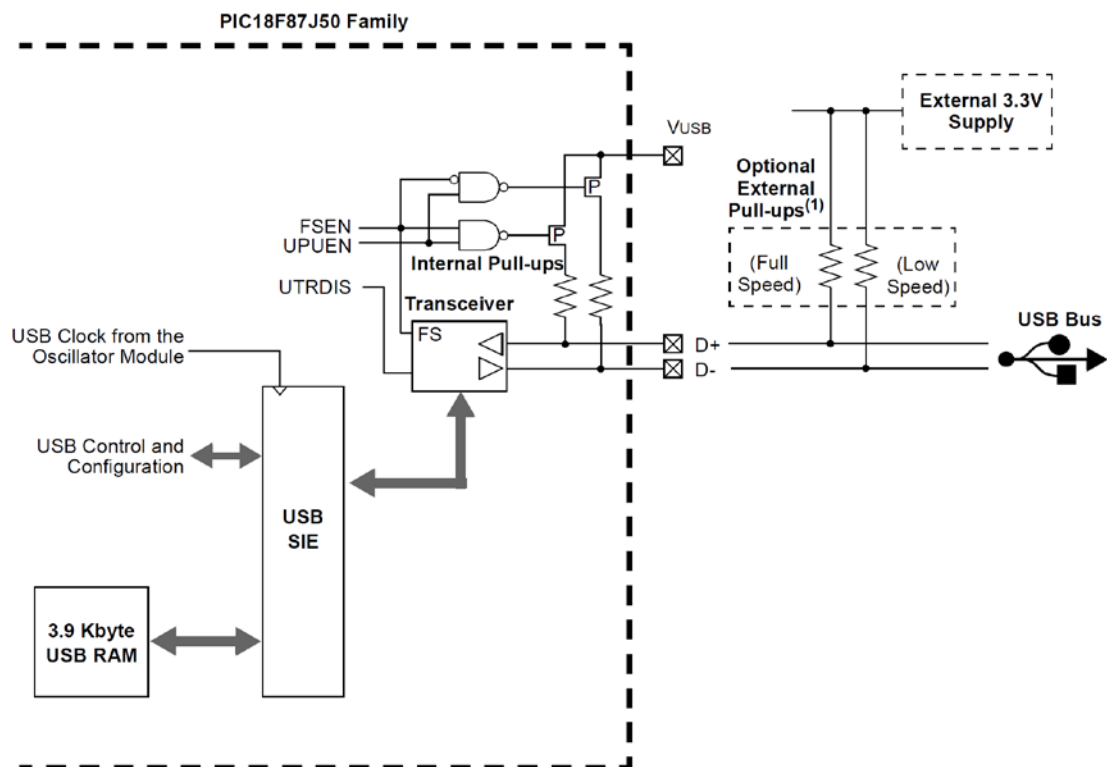 PIC18F87J50 Family
External 3.3V
Supply
VUSB
Optional
External
Pull-ups(1)
P
P
FSEN
UPUEN
Internal Pull-ups
(Full
Speed)
(Low
Speed)
UTRDIS
Transceiver
FS
USB Clock from the
Oscillator Module
D+
D-
USB Bus
USB Control and
Configuration
USB
SIE
3.9 Kbyte
USB RAM